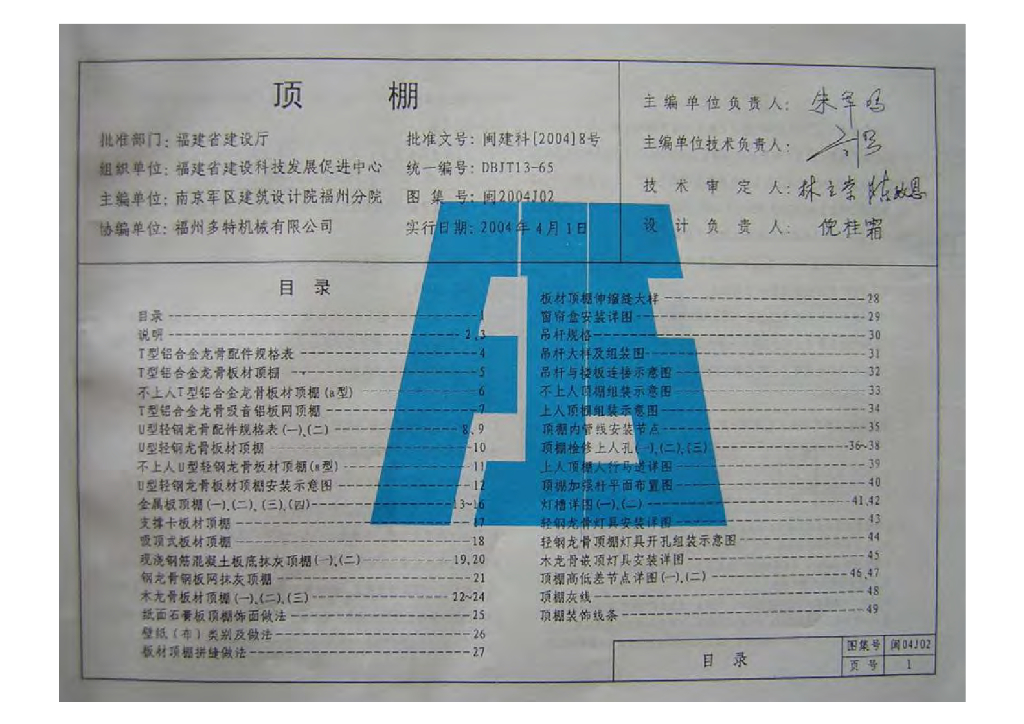 顶 棚
批准部门: 福建省建设厅 批准文号: 闽建科[2004]8号
组织单位: 福建省建设科技发展促进中心 统一编号: DBJT13-65
主编单位: 南京军区建筑设计院福州分院 图集号: 闽2004J02
协编单位: 福州多特机械有限公司 实行日期: 2004年4月1日
主编单位负责人:
主编单位技术负责人:
技术审定人:
设计负责人: 倪桂霜
目 录
目录 1
说明 2,3
T型铝合金龙骨配件规格表 4
T型铝合金龙骨板材顶棚 5
不上人T型铝合金龙骨板材顶棚(a型) 6
T型铝合金龙骨吸音铝板网顶棚 7
U型轻钢龙骨配件规格表(一),(二) 8,9
U型轻钢龙骨板材顶棚 10
不上人U型轻钢龙骨板材顶棚(a型) 11
U型轻钢龙骨板材顶棚安装示意图 12
金属板顶棚(一),(二),(三),(四) 13~16
支撑卡板材顶棚 17
吸顶式板材顶棚 18
现浇钢筋混凝土板底抹灰顶棚(一),(二) 19,20
钢龙骨钢板网抹灰顶棚 21
木龙骨板材顶棚(一),(二),(三) 22~24
纸面石膏板顶棚饰面做法 25
壁纸(布)类别及做法 26
板材顶棚拼缝做法 27
板材顶棚伸缩缝大样 28
窗帘盒安装详图 29
吊杆规格 30
吊杆大样及组装图 31
吊杆与楼板连接示意图 32
不上人顶棚组装示意图 33
上人顶棚组装示意图 34
顶棚内管线安装节点 35
顶棚检修上人孔(一),(二),(三) 36~38
上人顶棚人行马道详图 39
顶棚加强杆平面布置图 40
灯槽详图(一),(二) 41,42
轻钢龙骨灯具安装详图 43
轻钢龙骨顶棚灯具开孔组装示意图 44
木龙骨嵌顶灯具安装详图 45
顶棚高低差节点详图(一),(二) 46,47
顶棚灰线 48
顶棚装饰线条 49
目 录 图集号 闽04J02
页 号 1